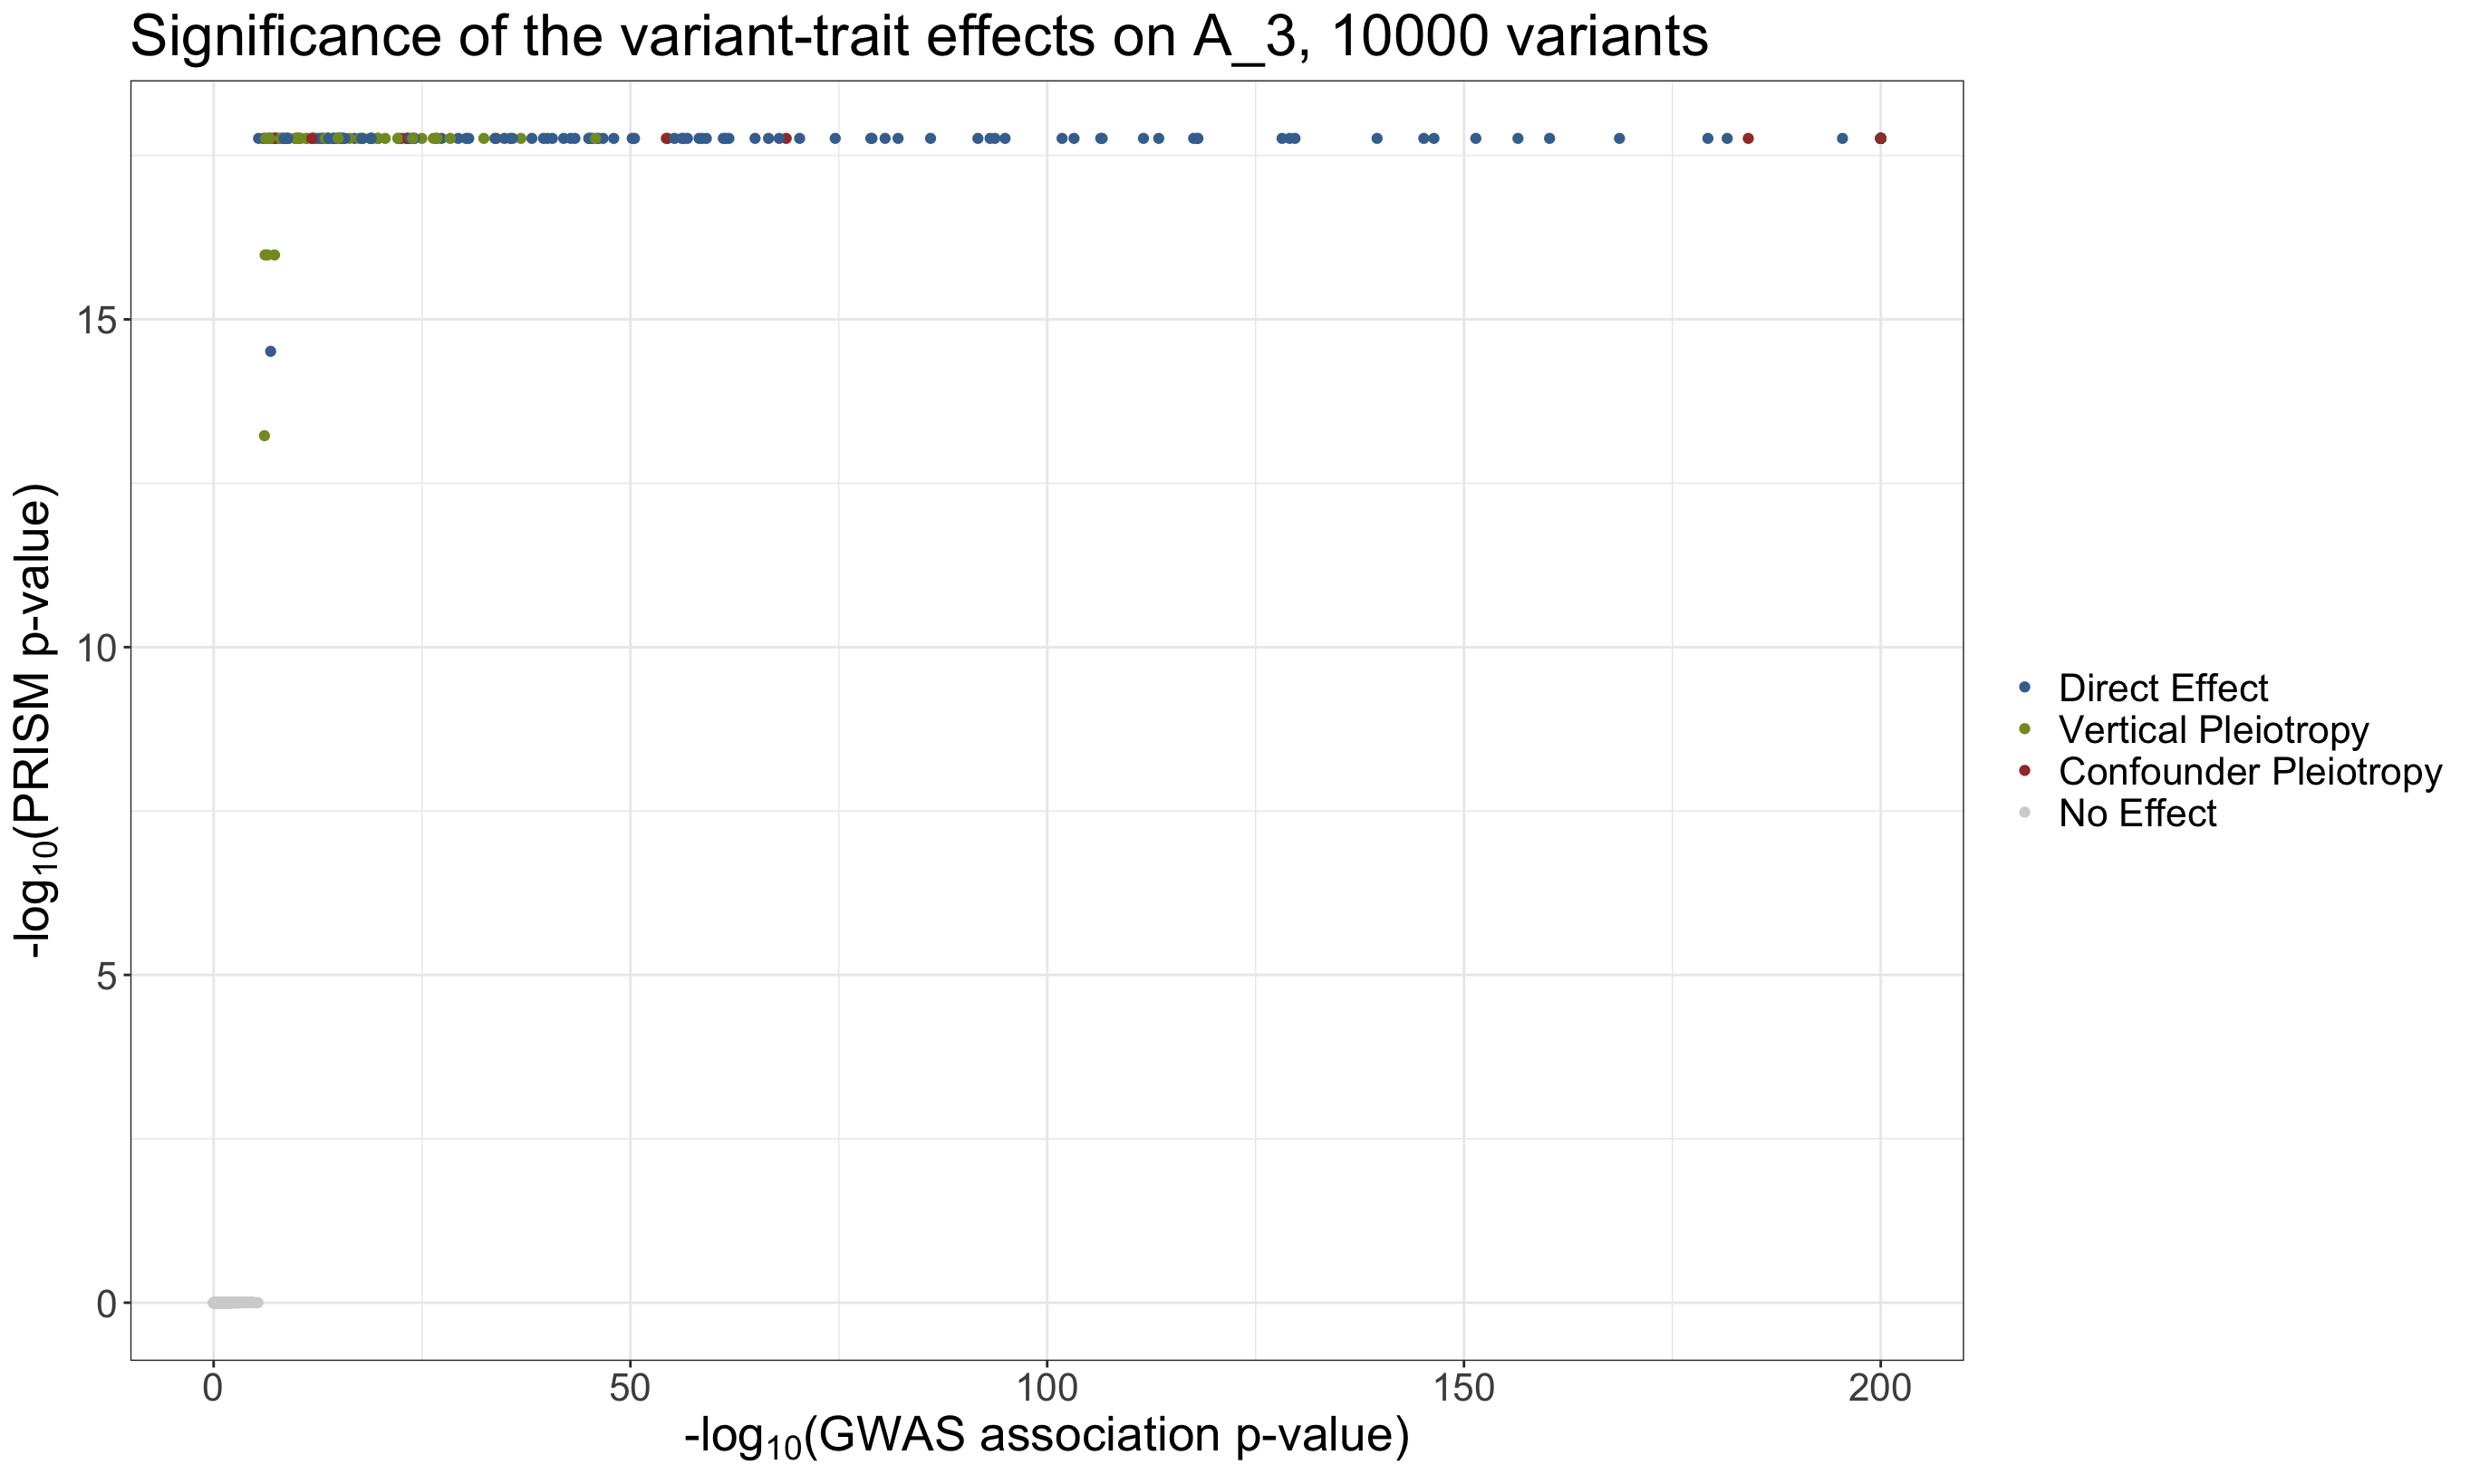 Significance of the variant-trait effects on A_3, 10000 variants
-log10(PRISM p-value)
15
10
5
0
0 50 100 150 200
-log10(GWAS association p-value)
Direct Effect
Vertical Pleiotropy
Confounder Pleiotropy
No Effect